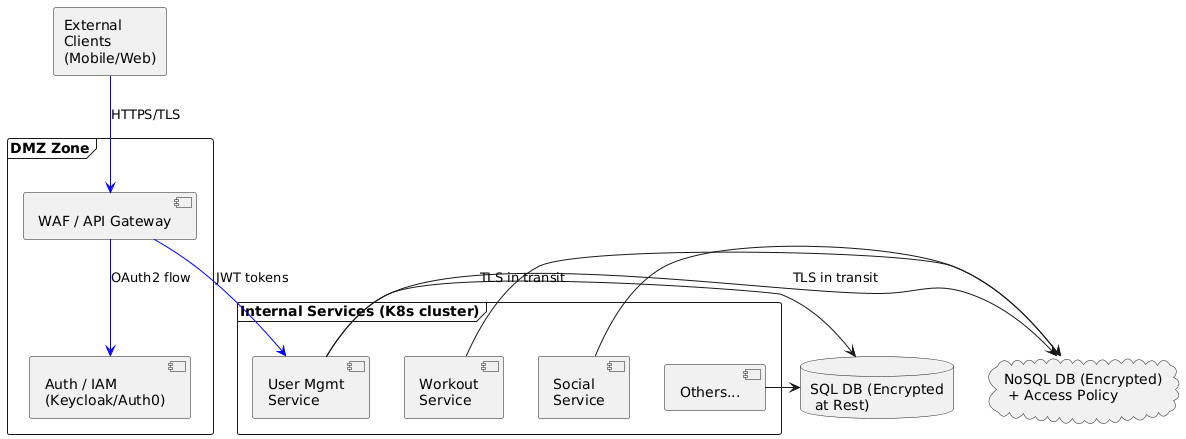 External
Clients
(Mobile/Web)
HTTPS/TLS
DMZ Zone
WAF / API Gateway
OAuth2 flow
JWT tokens
TLS in transit
TLS in transit
Internal Services (K8s cluster)
Auth / IAM
(Keycloak/Auth0)
User Mgmt
Service
Workout
Service
Social
Service
Others...
SQL DB (Encrypted
at Rest)
NoSQL DB (Encrypted)
+ Access Policy